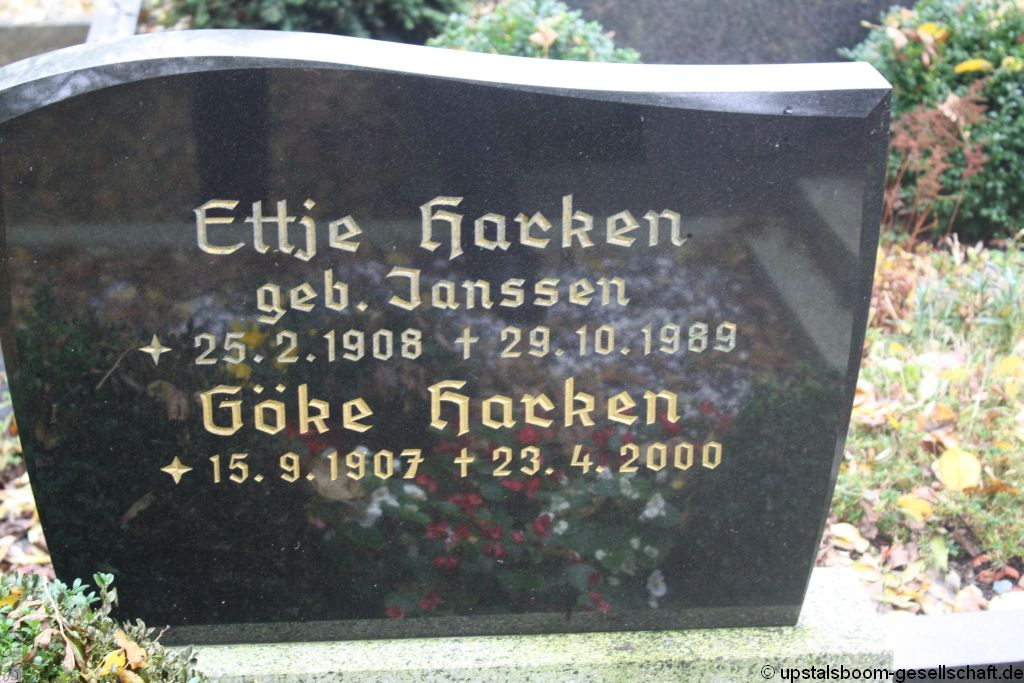 Ettje Harken
geb. Janssen
25.2.1908 † 29.10.1989
Göke Harken
15.9.1907 † 23.4.2000
© upstalsboom-gesellschaft.de